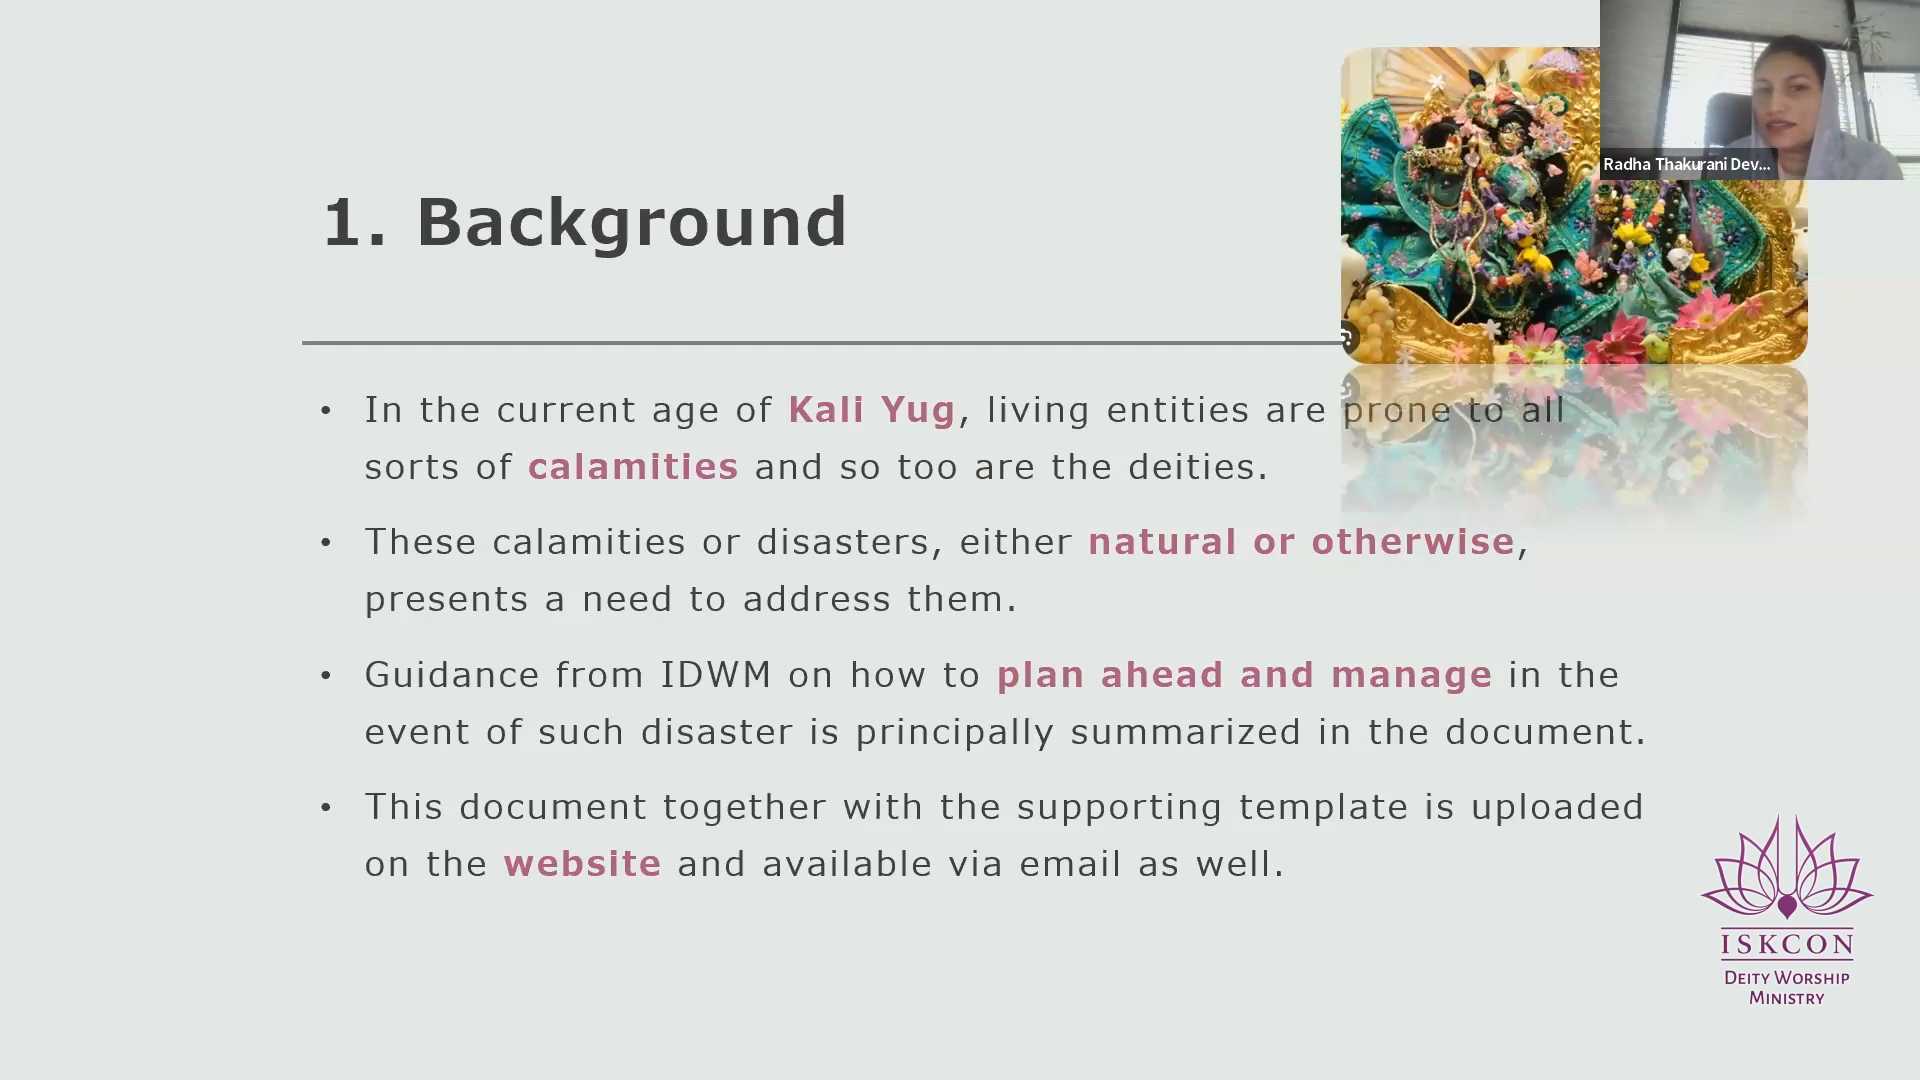 Radha Thakurani Dev...
1. Background
• In the current age of Kali Yug, living entities are prone to all
sorts of calamities and so too are the deities.
• These calamities or disasters, either natural or otherwise,
presents a need to address them.
• Guidance from IDWM on how to plan ahead and manage in the
event of such disaster is principally summarized in the document.
• This document together with the supporting template is uploaded
on the website and available via email as well.
ISKCON
DEITY WORSHIP
MINISTRY